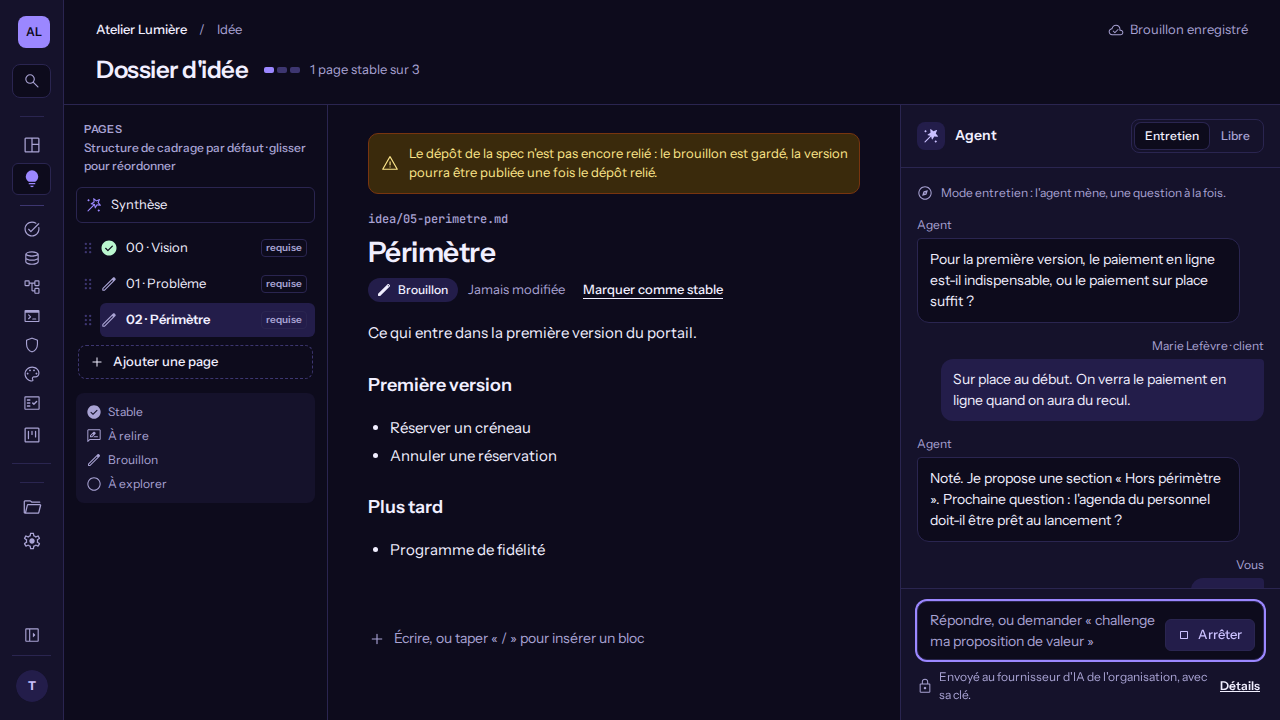 AL
Atelier Lumière / Idée
Brouillon enregistré
Dossier d'idée
1 page stable sur 3
PAGES
Structure de cadrage par défaut · glisser
pour réordonner
Synthèse
00 · Vision
requise
01 · Problème
requise
02 · Périmètre
requise
Ajouter une page
Stable
À relire
Brouillon
À explorer
T
Le dépôt de la spec n'est pas encore relié : le brouillon est gardé, la version
pourra être publiée une fois le dépôt relié.
idea/05-perimetre.md
Périmètre
Brouillon
Jamais modifiée
Marquer comme stable
Ce qui entre dans la première version du portail.
Première version
Réserver un créneau
Annuler une réservation
Plus tard
Programme de fidélité
Écrire, ou taper « / » pour insérer un bloc
Agent
Entretien
Libre
Mode entretien : l'agent mène, une question à la fois.
Agent
Pour la première version, le paiement en ligne
est-il indispensable, ou le paiement sur place
suffit ?
Marie Lefèvre · client
Sur place au début. On verra le paiement en
ligne quand on aura du recul.
Agent
Noté. Je propose une section « Hors périmètre
». Prochaine question : l'agenda du personnel
doit-il être prêt au lancement ?
Vous
Répondre, ou demander « challenge
ma proposition de valeur »
Arrêter
Envoyé au fournisseur d'IA de l'organisation, avec
sa clé.
Détails